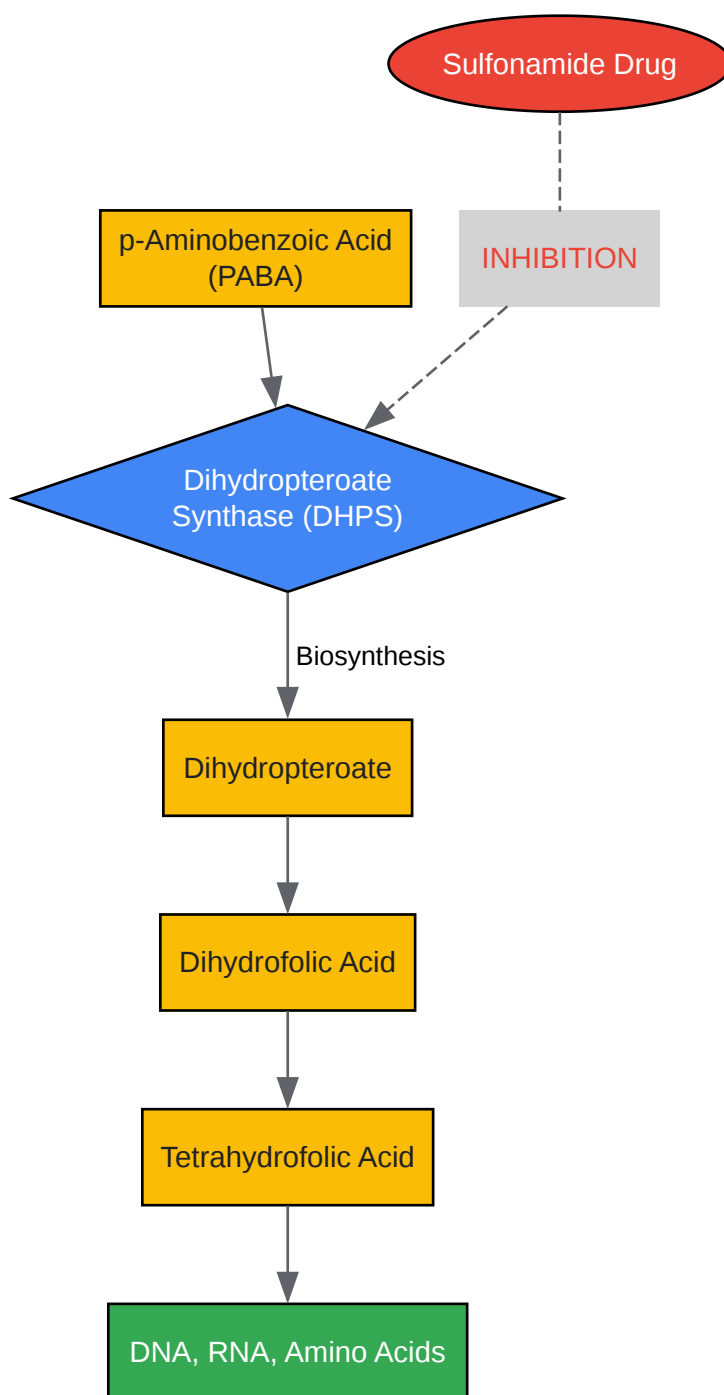 Sulfonamide Drug
p-Aminobenzoic Acid
(PABA)
INHIBITION
Dihydropteroate
Synthase (DHPS)
Biosynthesis
Dihydropteroate
Dihydrofolic Acid
Tetrahydrofolic Acid
DNA, RNA, Amino Acids